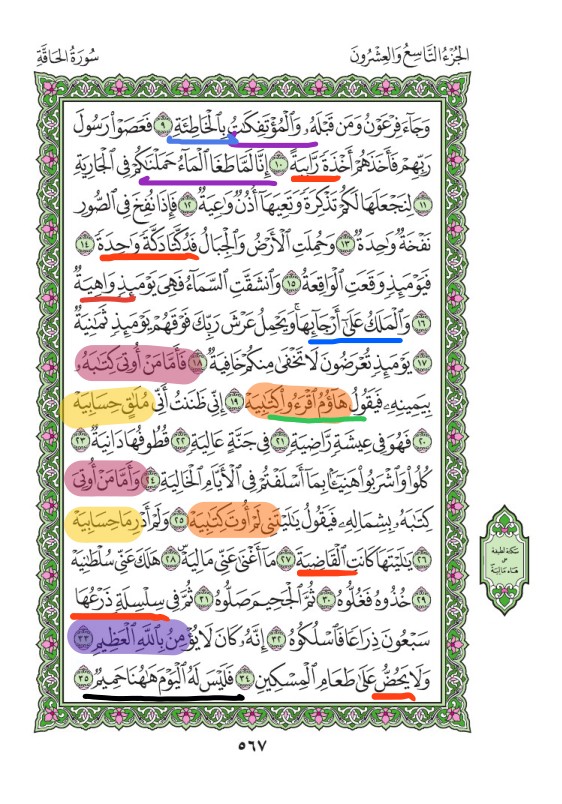 الجُزْءُ التَّاسِعُ وَالعِشْرُونَ
سُورَةُ الحَاقَّةِ
وَجَآءَ فِرْعَوْنُ وَمَن قَبْلَهُۥ وَٱلْمُؤْتَفِكَٰتُ بِٱلْخَاطِئَةِ ٩ فَعَصَوْا۟ رَسُولَ
رَبِّهِمْ فَأَخَذَهُمْ أَخْذَةً رَّابِيَةً ١٠ إِنَّا لَمَّا طَغَا ٱلْمَآءُ حَمَلْنَٰكُمْ فِى ٱلْجَارِيَةِ
١١ لِنَجْعَلَهَا لَكُمْ تَذْكِرَةً وَتَعِيَهَآ أُذُنٌ وَٰعِيَةٌ ١٢ فَإِذَا نُفِخَ فِى ٱلصُّورِ
نَفْخَةٌ وَٰحِدَةٌ ١٣ وَحُمِلَتِ ٱلْأَرْضُ وَٱلْجِبَالُ فَدُكَّتَا دَكَّةً وَٰحِدَةً ١٤
فَيَوْمَئِذٍ وَقَعَتِ ٱلْوَاقِعَةُ ١٥ وَٱنشَقَّتِ ٱلسَّمَآءُ فَهِىَ يَوْمَئِذٍ وَاهِيَةٌ
١٦ وَٱلْمَلَكُ عَلَىٰٓ أَرْجَآئِهَا ۚ وَيَحْمِلُ عَرْشَ رَبِّكَ فَوْقَهُمْ يَوْمَئِذٍ ثَمَٰنِيَةٌ
١٧ يَوْمَئِذٍ تُعْرَضُونَ لَا تَخْفَىٰ مِنكُمْ خَافِيَةٌ ١٨ فَأَمَّا مَنْ أُوتِىَ كِتَٰبَهُۥ
بِيَمِينِهِۦ فَيَقُولُ هَآؤُمُ ٱقْرَءُوا۟ كِتَٰبِيَهْ ١٩ إِنِّى ظَنَنتُ أَنِّى مُلَٰقٍ حِسَابِيَهْ
٢٠ فَهُوَ فِى عِيشَةٍ رَّاضِيَةٍ ٢١ فِى جَنَّةٍ عَالِيَةٍ ٢٢ قُطُوفُهَا دَانِيَةٌ ٢٣
كُلُوا۟ وَٱشْرَبُوا۟ هَنِيٓـًٔۢا بِمَآ أَسْلَفْتُمْ فِى ٱلْأَيَّامِ ٱلْخَالِيَةِ ٢٤ وَأَمَّا مَنْ أُوتِىَ
كِتَٰبَهُۥ بِشِمَالِهِۦ فَيَقُولُ يَٰلَيْتَنِى لَمْ أُوتَ كِتَٰبِيَهْ ٢٥ وَلَمْ أَدْرِ مَا حِسَابِيَهْ
٢٦ يَٰلَيْتَهَا كَانَتِ ٱلْقَاضِيَةَ ٢٧ مَآ أَغْنَىٰ عَنِّى مَالِيَهْ ٢٨ هَلَكَ عَنِّى سُلْطَٰنِيَهْ
٢٩ خُذُوهُ فَغُلُّوهُ ٣٠ ثُمَّ ٱلْجَحِيمَ صَلُّوهُ ٣١ ثُمَّ فِى سِلْسِلَةٍ ذَرْعُهَا
سَبْعُونَ ذِرَاعًا فَٱسْلُكُوهُ ٣٢ إِنَّهُۥ كَانَ لَا يُؤْمِنُ بِٱللَّهِ ٱلْعَظِيمِ ٣٣
وَلَا يَحُضُّ عَلَىٰ طَعَامِ ٱلْمِسْكِينِ ٣٤ فَلَيْسَ لَهُ ٱلْيَوْمَ هَٰهُنَا حَمِيمٌ ٣٥
سكتة لطيفة
هاء مالية
٥٦٧